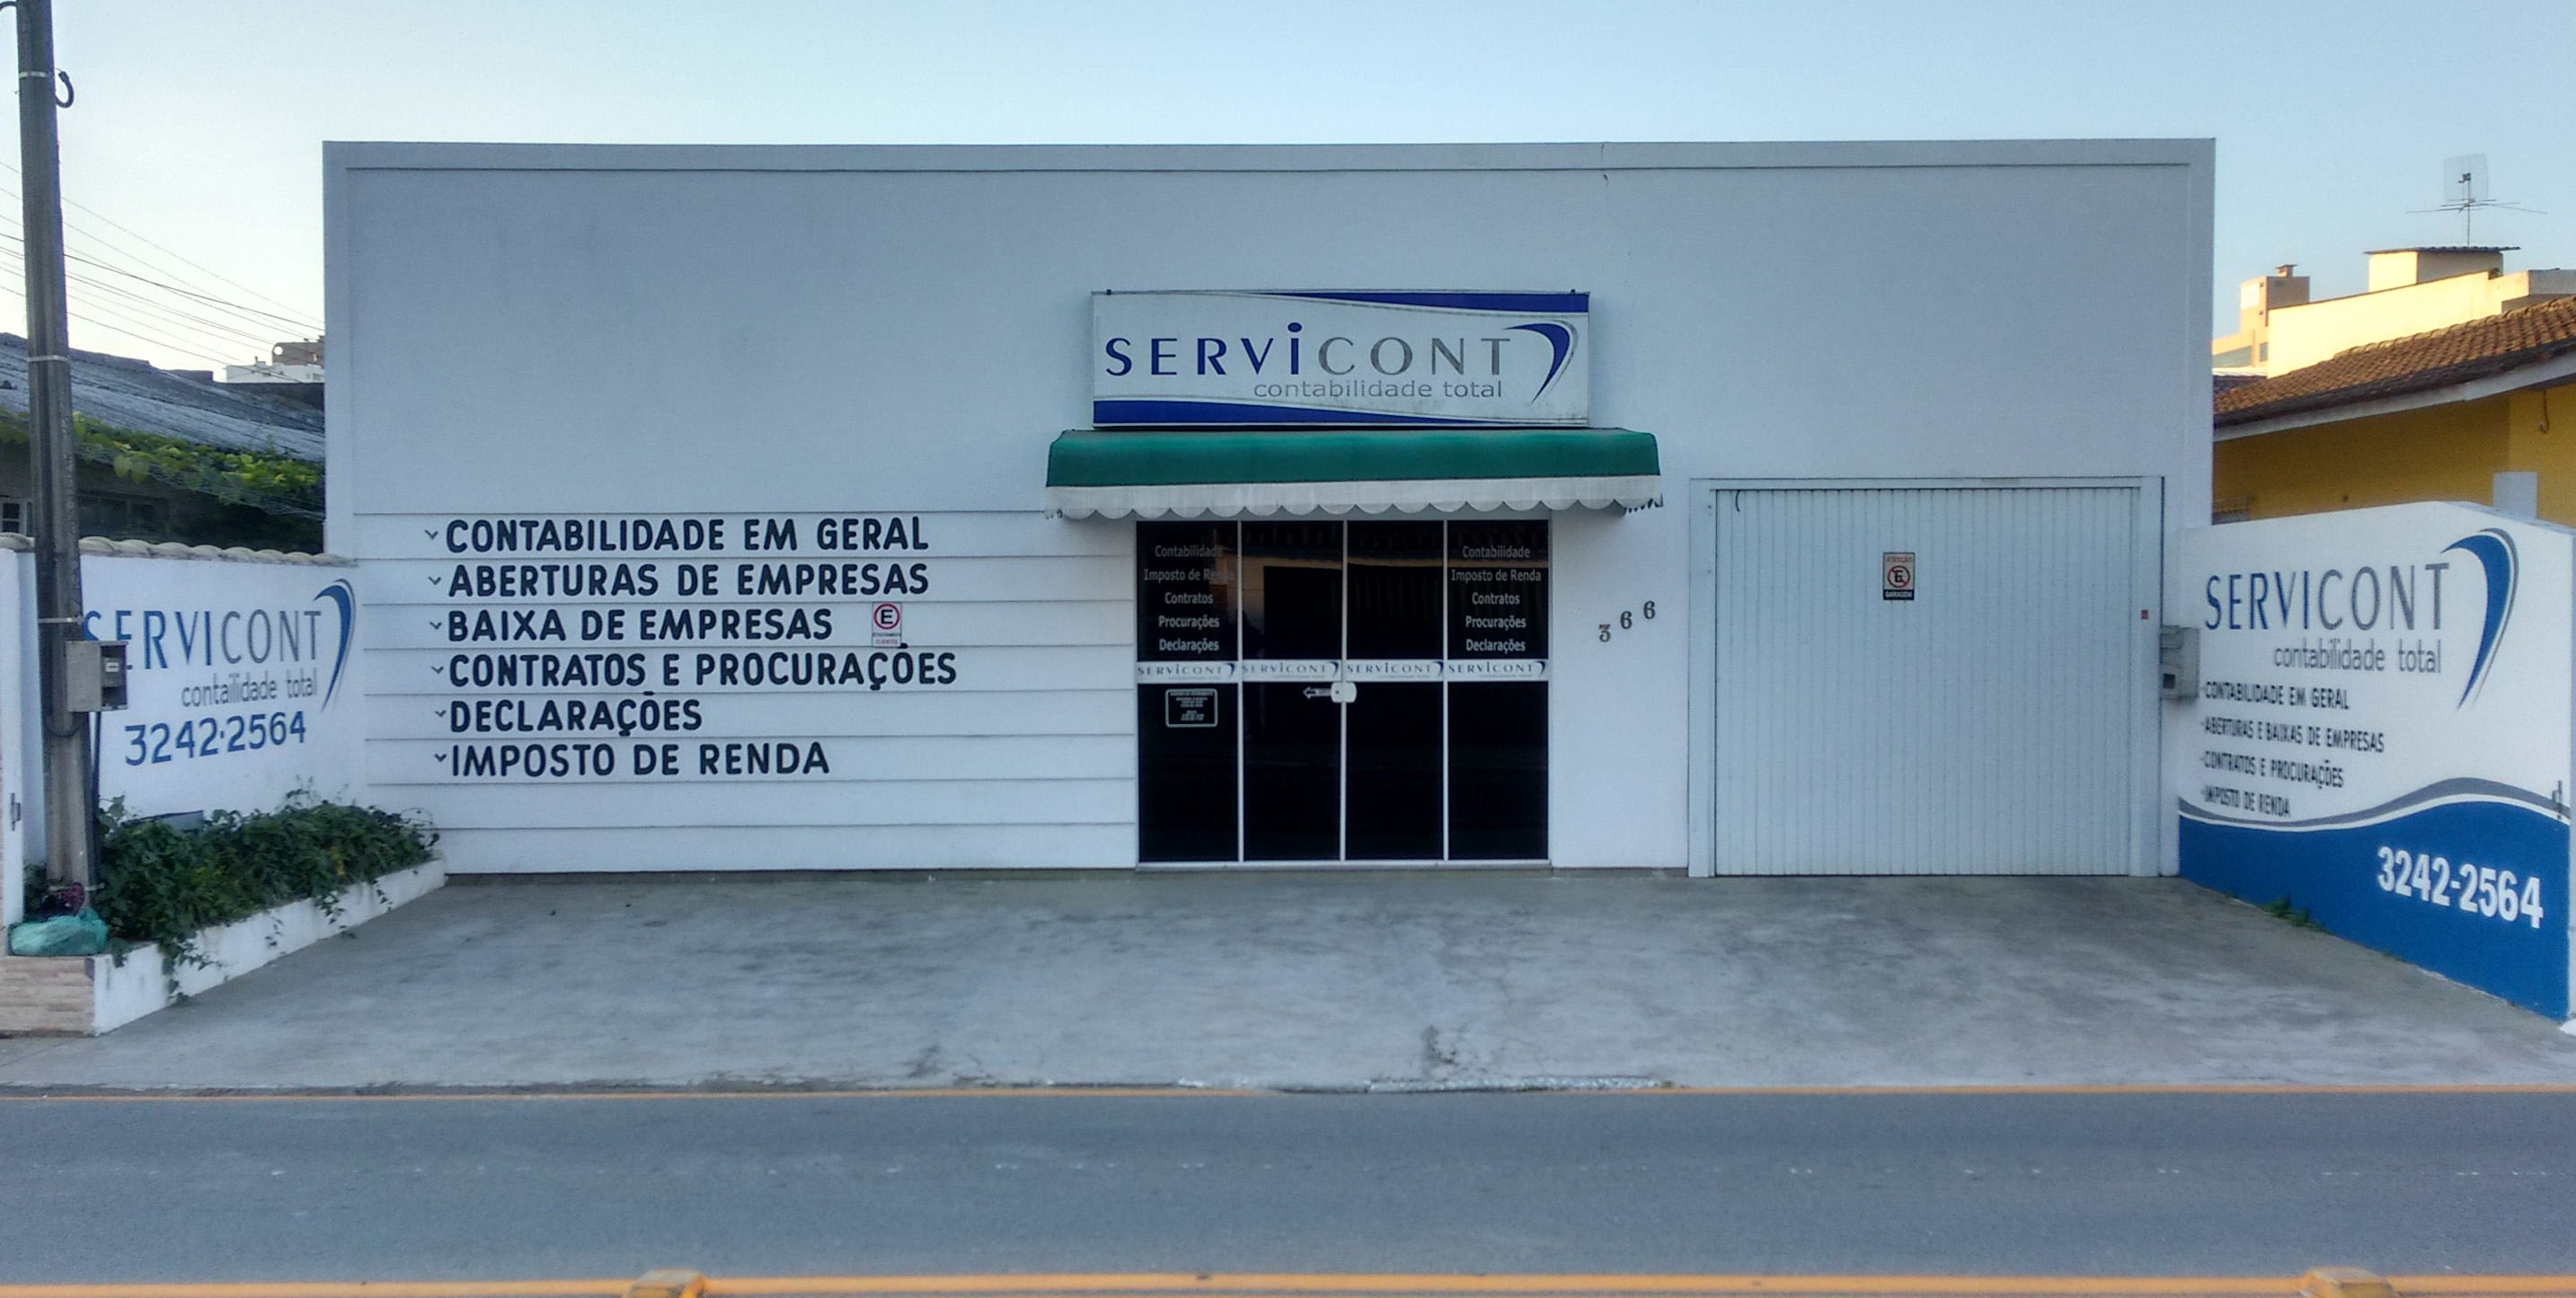 SERVICONT
contabilidade total
CONTABILIDADE EM GERAL
ABERTURAS DE EMPRESAS
BAIXA DE EMPRESAS
CONTRATOS E PROCURAÇÕES
DECLARAÇÕES
IMPOSTO DE RENDA
E
SERVICONT
contaiidade total
3242·2564
Contabilidade
Imposto de Renda
Contratos
Procurações
Declarações
Contabilidade
Imposto de Renda
Contratos
Procurações
Declarações
SERVICONT SERVICONT SERVICONT SERVICONT
366
E
GARAGEM
SERVICONT
contabilidade total
CONTABILIDADE EM GERAL
ABERTURAS E BAIXAS DE EMPRESAS
CONTRATOS E PROCURAÇÕES
IMPOSTO DE RENDA
3242-2564